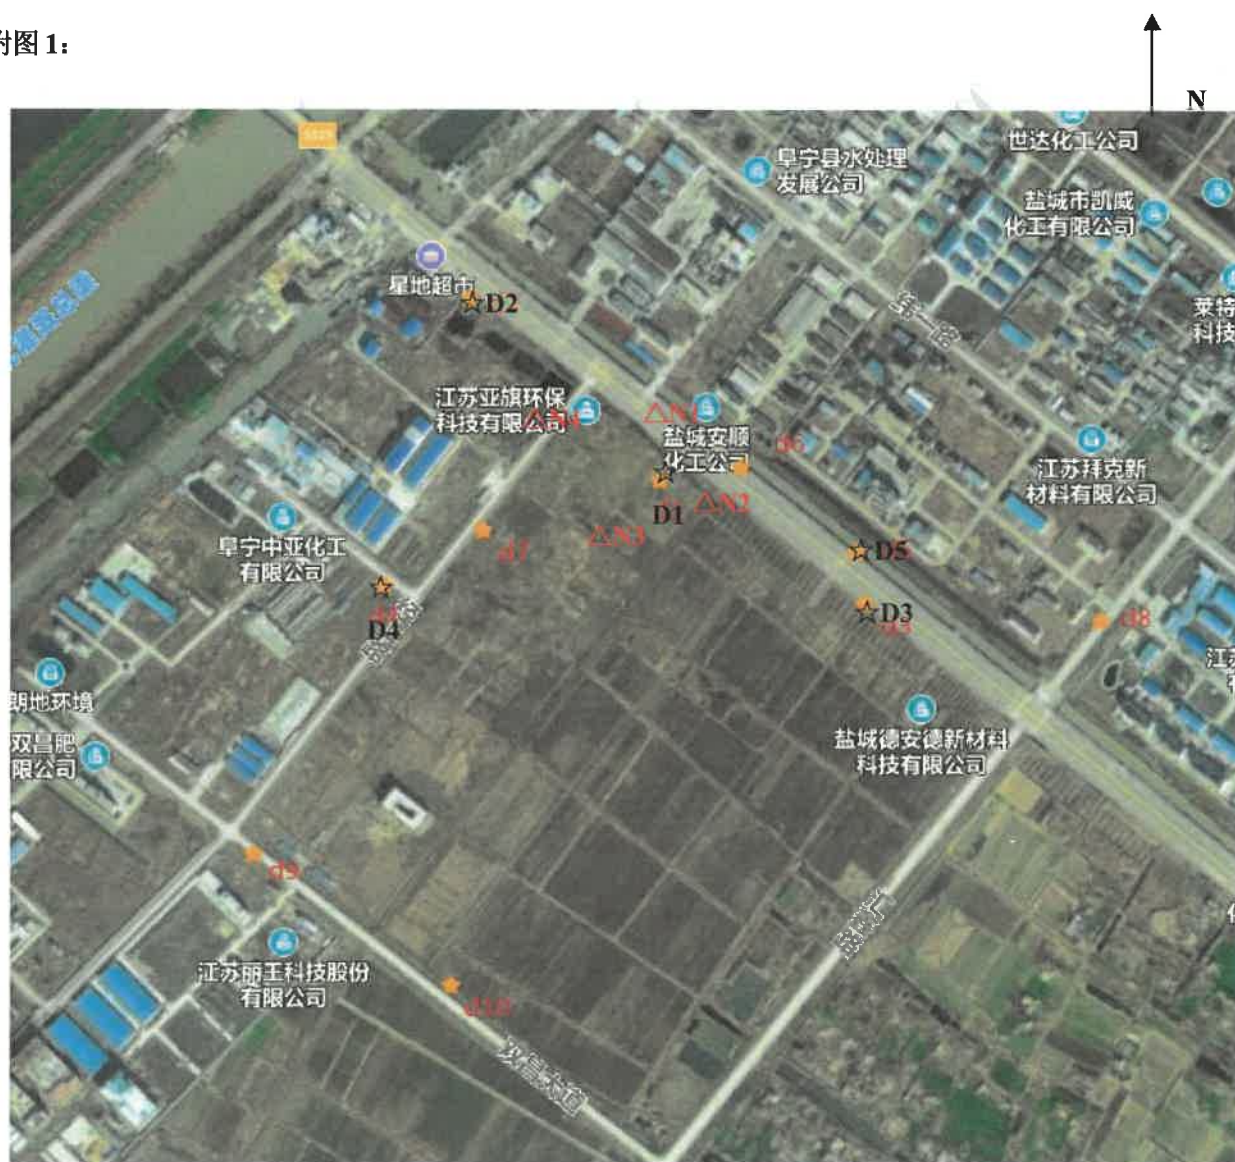 附图 1:
N
S329
世达化工公司
阜宁县水处理
发展公司
盐城市凯威
化工有限公司
星地超市
D2
莱特
科技
江苏亚旗环保
科技有限公司
△N4
△N1
盐城安顺
化工公司
d6
江苏拜克新
材料有限公司
D1
△N2
△N3
阜宁中亚化工
有限公司
d7
D5
D4
D3
d3
d8
江苏
朗地环境
双昌肥
限公司
盐城德安德新材料
科技有限公司
d9
江苏丽王科技股份
有限公司
d10
双昌大道